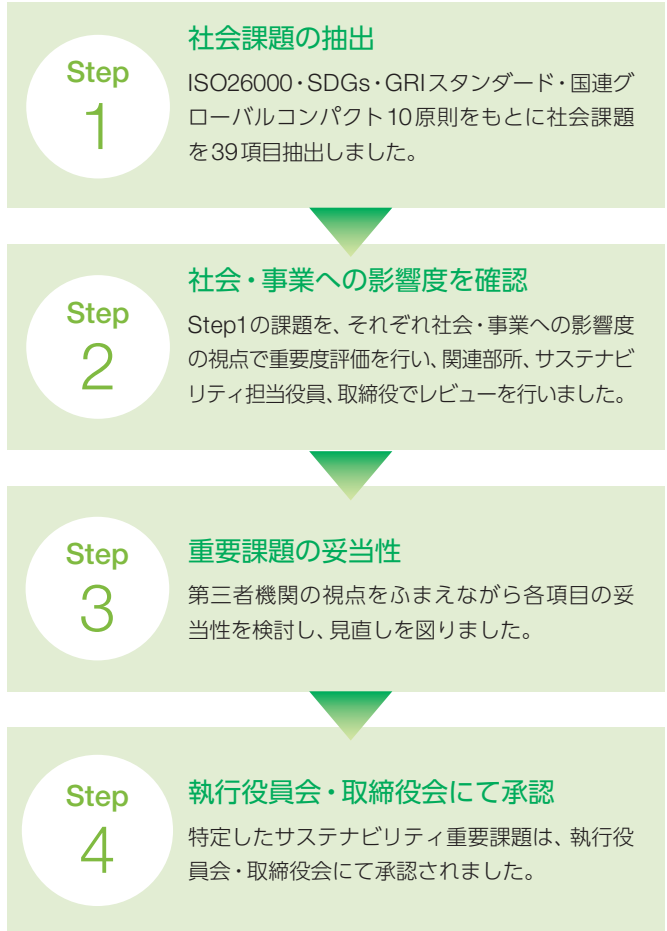 Step
1
社会課題の抽出
ISO26000・SDGs・GRIスタンダード・国連グ
ローバルコンパクト10原則をもとに社会課題
を39項目抽出しました。
Step
2
社会・事業への影響度を確認
Step1の課題を、それぞれ社会・事業への影響度
の視点で重要度評価を行い、関連部所、サステナビ
リティ担当役員、取締役でレビューを行いました。
Step
3
重要課題の妥当性
第三者機関の視点をふまえながら各項目の妥
当性を検討し、見直しを図りました。
Step
4
執行役員会・取締役会にて承認
特定したサステナビリティ重要課題は、執行役
員会・取締役会にて承認されました。